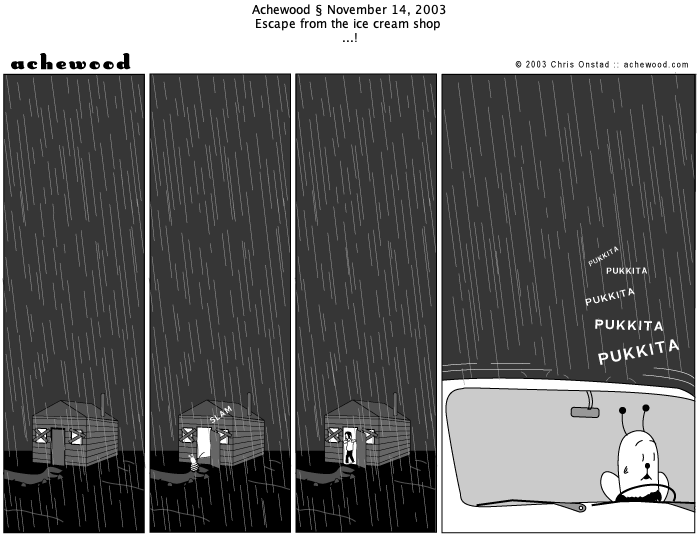 Achewood § November 14, 2003
Escape from the ice cream shop
...!
achewood
© 2003 Chris Onstad :: achewood.com
SLAM
PUKKITA
PUKKITA
PUKKITA
PUKKITA
PUKKITA